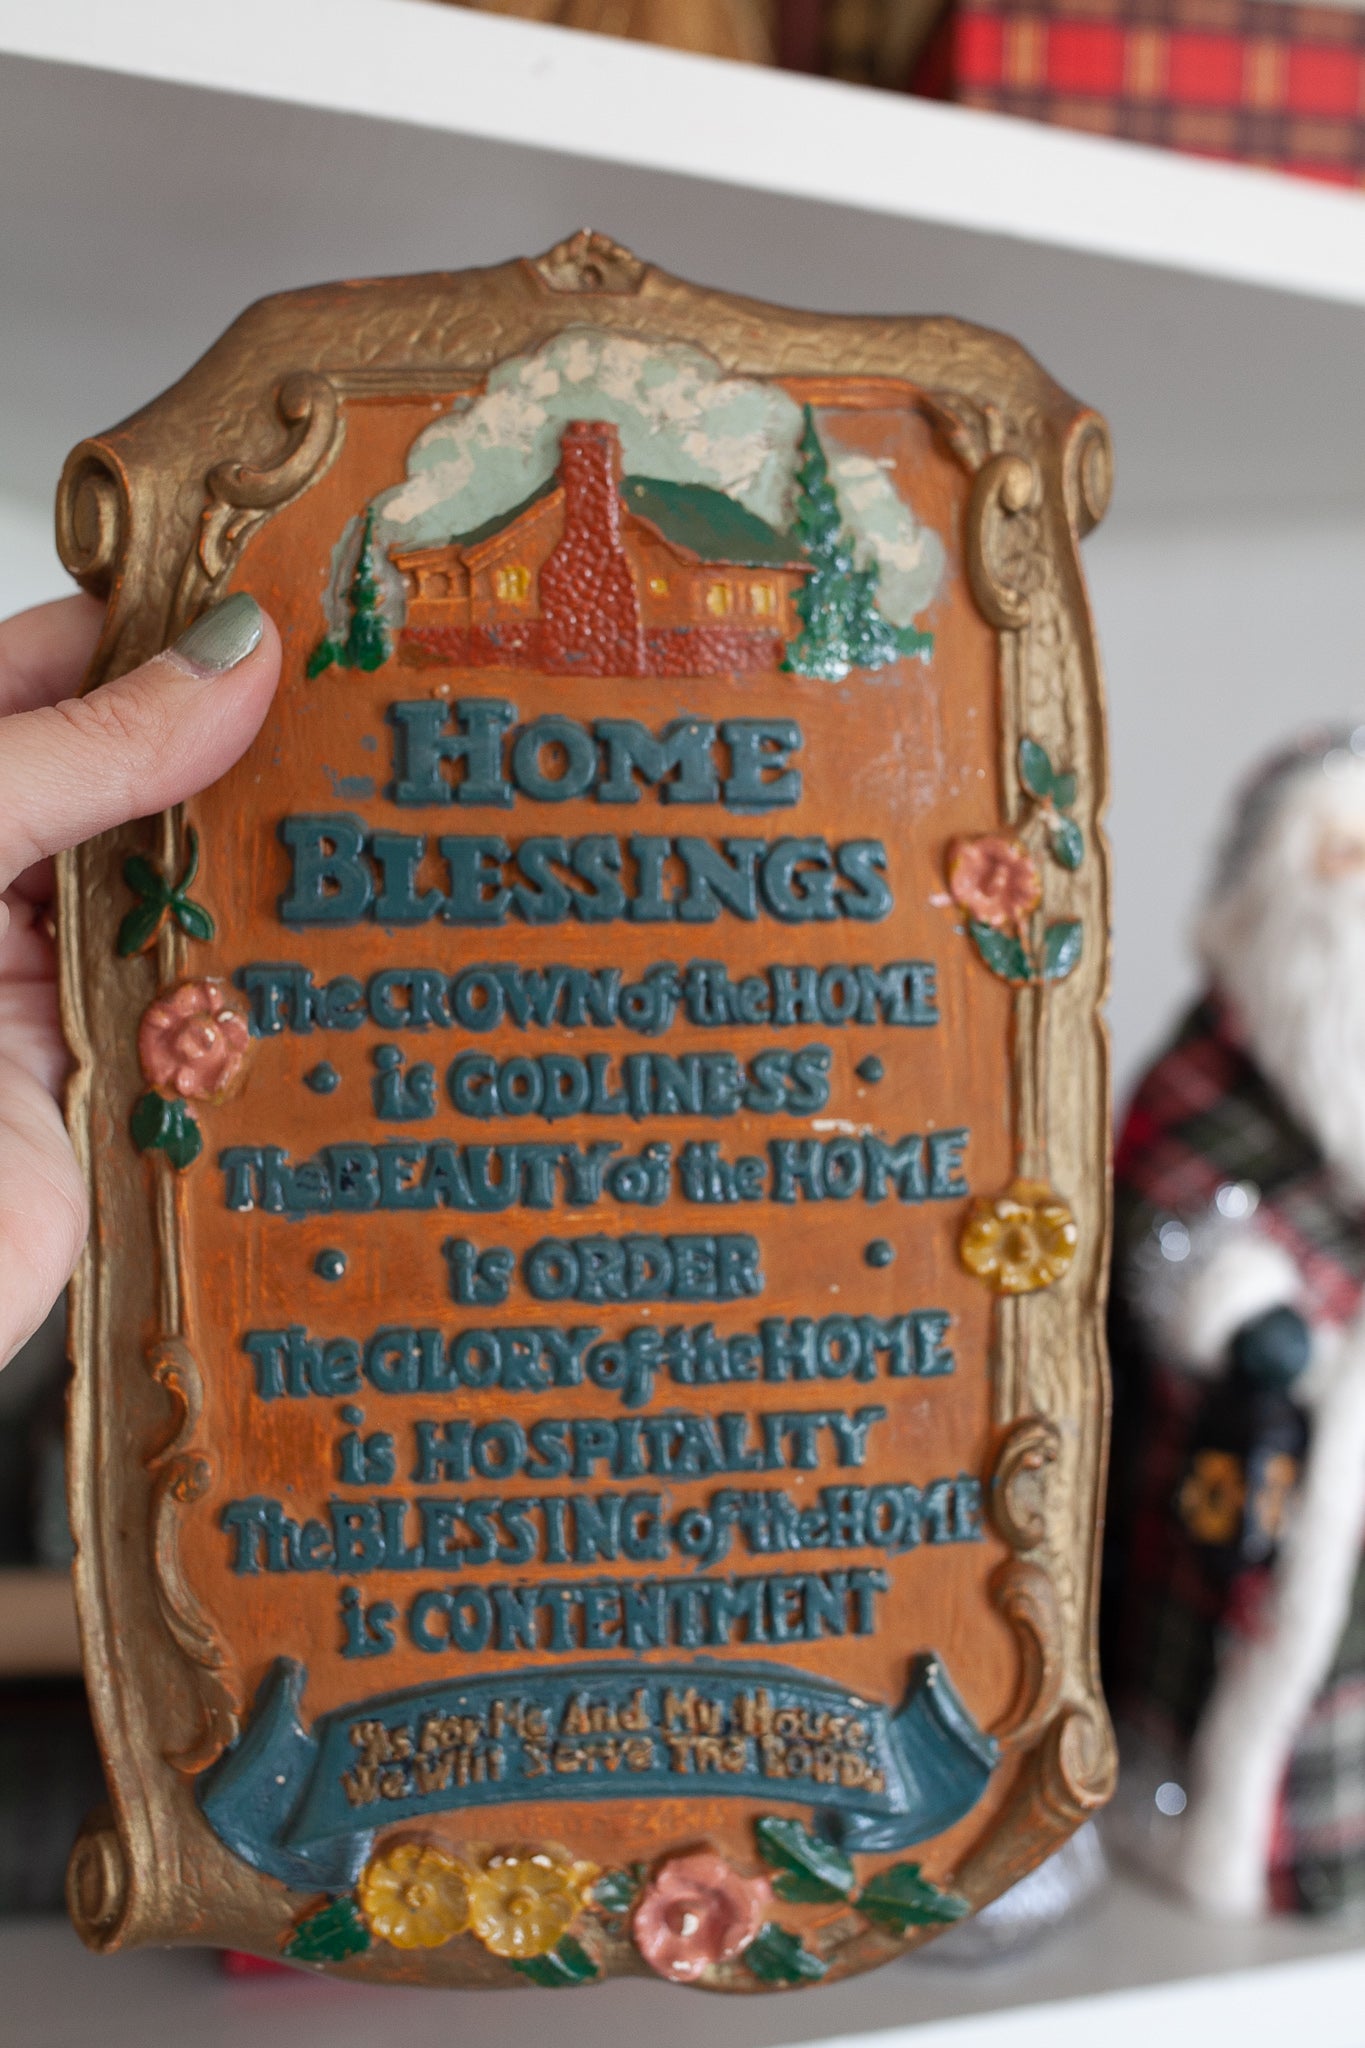 HOME
BLESSINGS
The CROWN of the HOME
• is GODLINESS •
The BEAUTY of the HOME
• is ORDER •
The GLORY of the HOME
is HOSPITALITY
The BLESSING of the HOME
is CONTENTMENT
"As For Me And My House
We Will Serve The Lord."